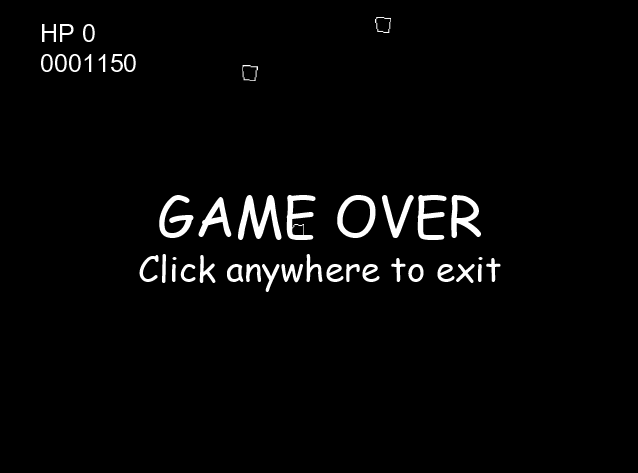 HP 0
0001150
GAME OVER
Click anywhere to exit